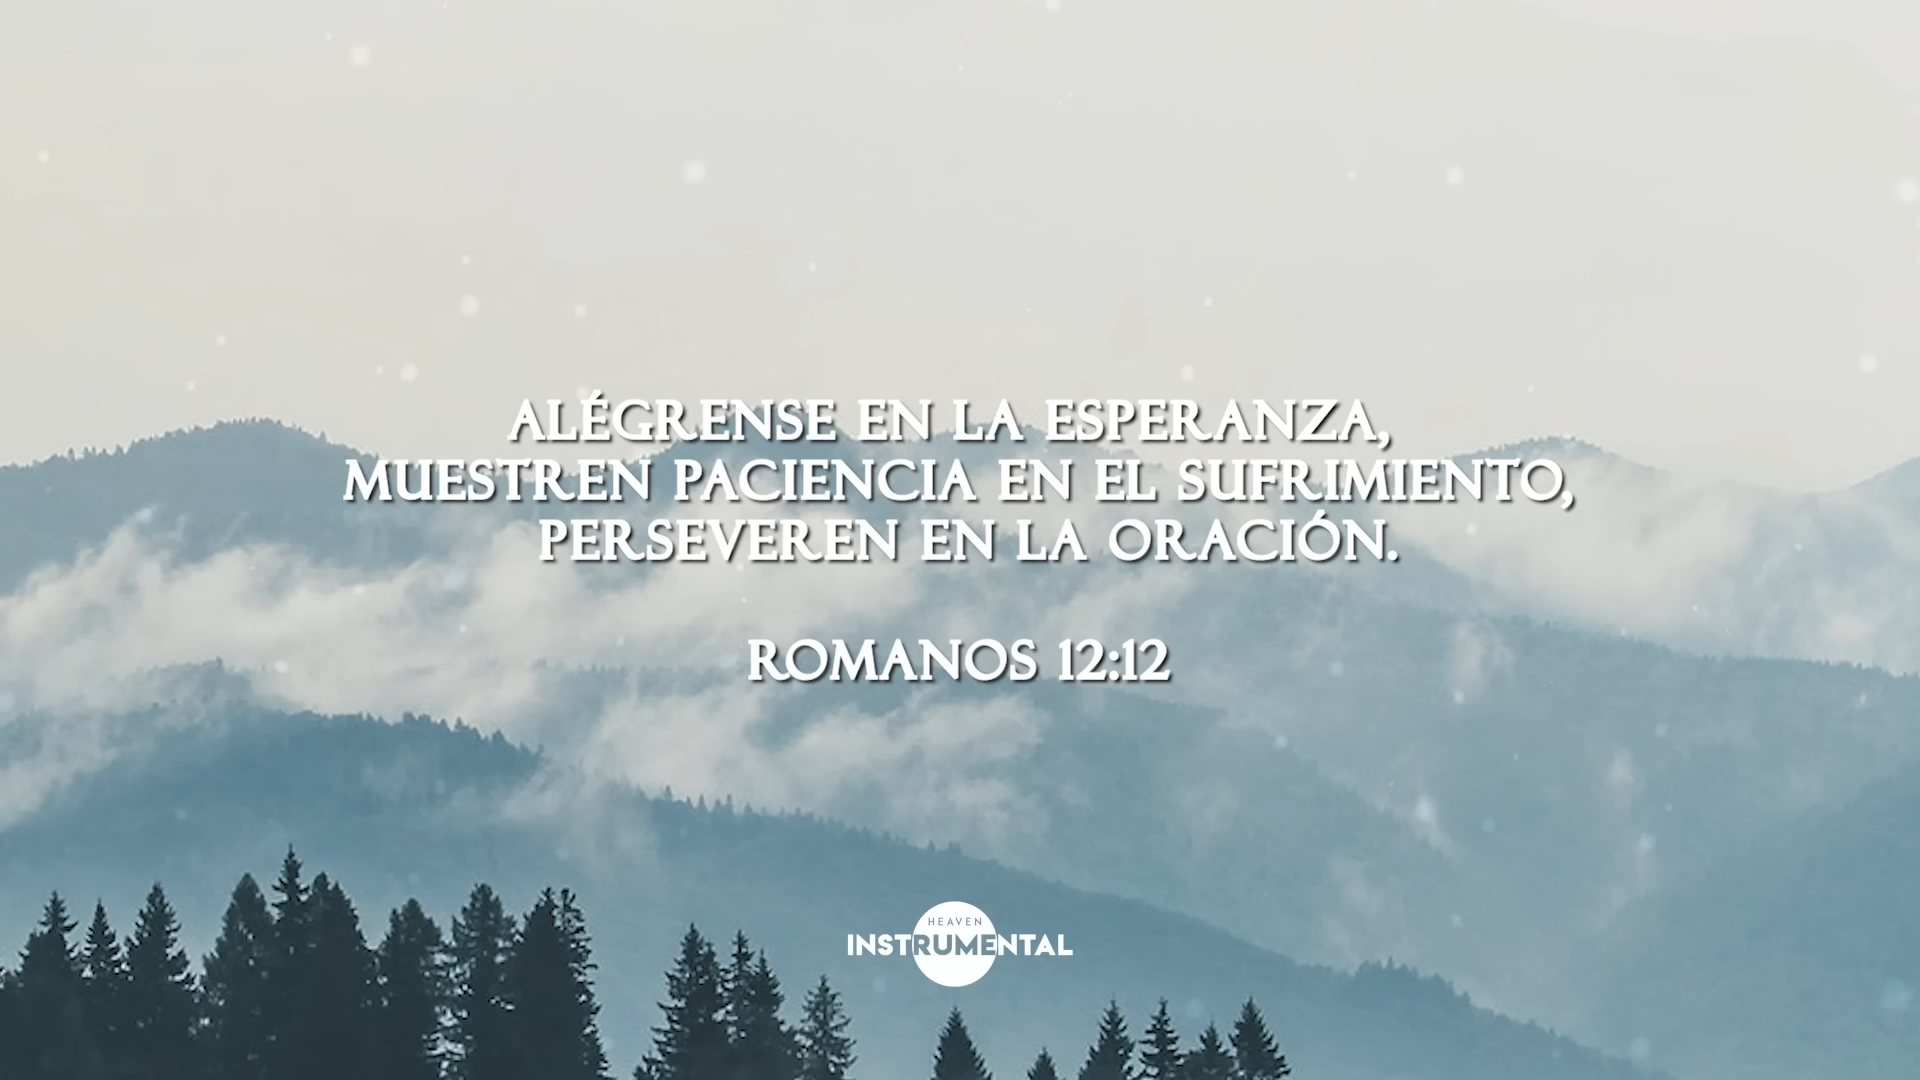 ALÉGRENSE EN LA ESPERANZA,
MUESTREN PACIENCIA EN EL SUFRIMIENTO,
PERSEVEREN EN LA ORACIÓN.
ROMANOS 12:12
HEAVEN
INSTRUMENTAL